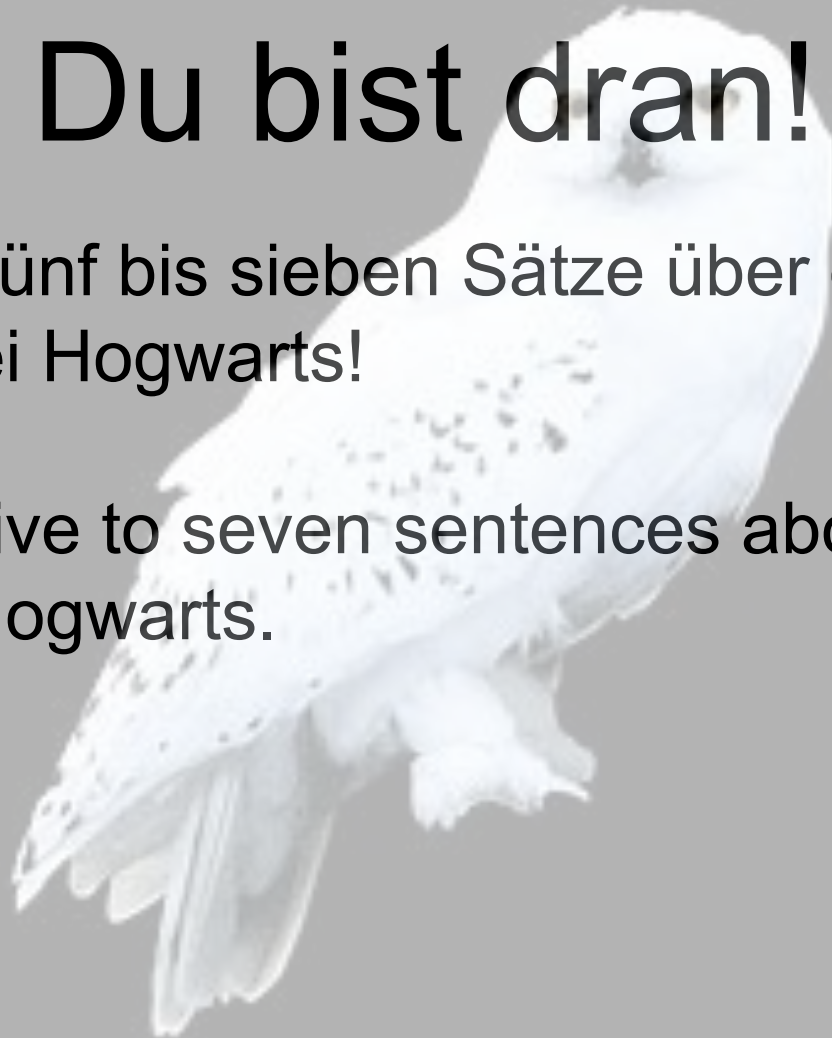 Du bist dran!
ünf bis sieben Sätze über
ei Hogwarts!
ive to seven sentences abo
ogwarts.